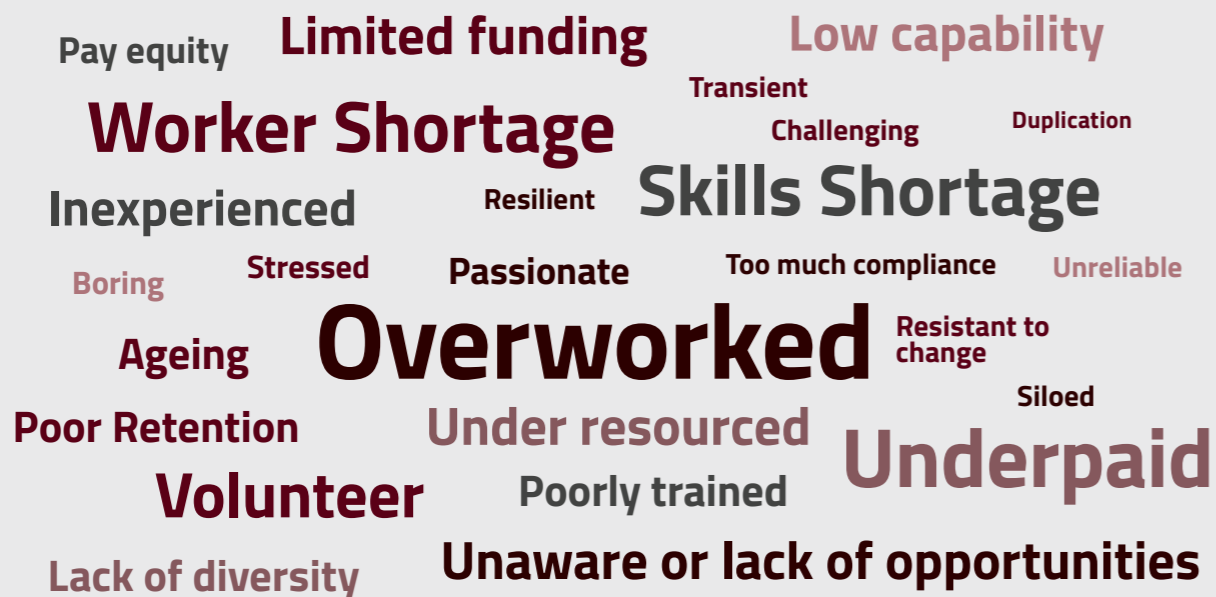 Pay equity
Limited funding
Low capability
Transient
Worker Shortage
Challenging
Duplication
Inexperienced
Resilient
Skills Shortage
Boring
Stressed
Passionate
Too much compliance
Unreliable
Ageing
Overworked
Resistant to
change
Siloed
Poor Retention
Under resourced
Underpaid
Volunteer
Poorly trained
Lack of diversity
Unaware or lack of opportunities